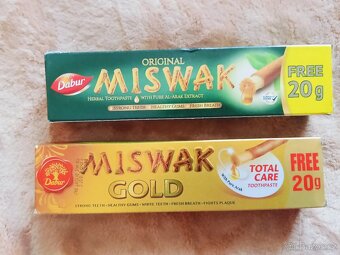 ORIGINAL
Dabur
MISWAK
HERBAL TOOTHPASTE WITH PURE AL-ARAK EXTRACT
STRONG TEETH • HEALTHY GUMS • FRESH BREATH
FREE
20g
Dabur
MISWAK
GOLD
STRONG TEETH • HEALTHY GUMS • WHITE TEETH • FRESH BREATH • FIGHTS PLAQUE
TOTAL
CARE
TOOTHPASTE
FREE
20g